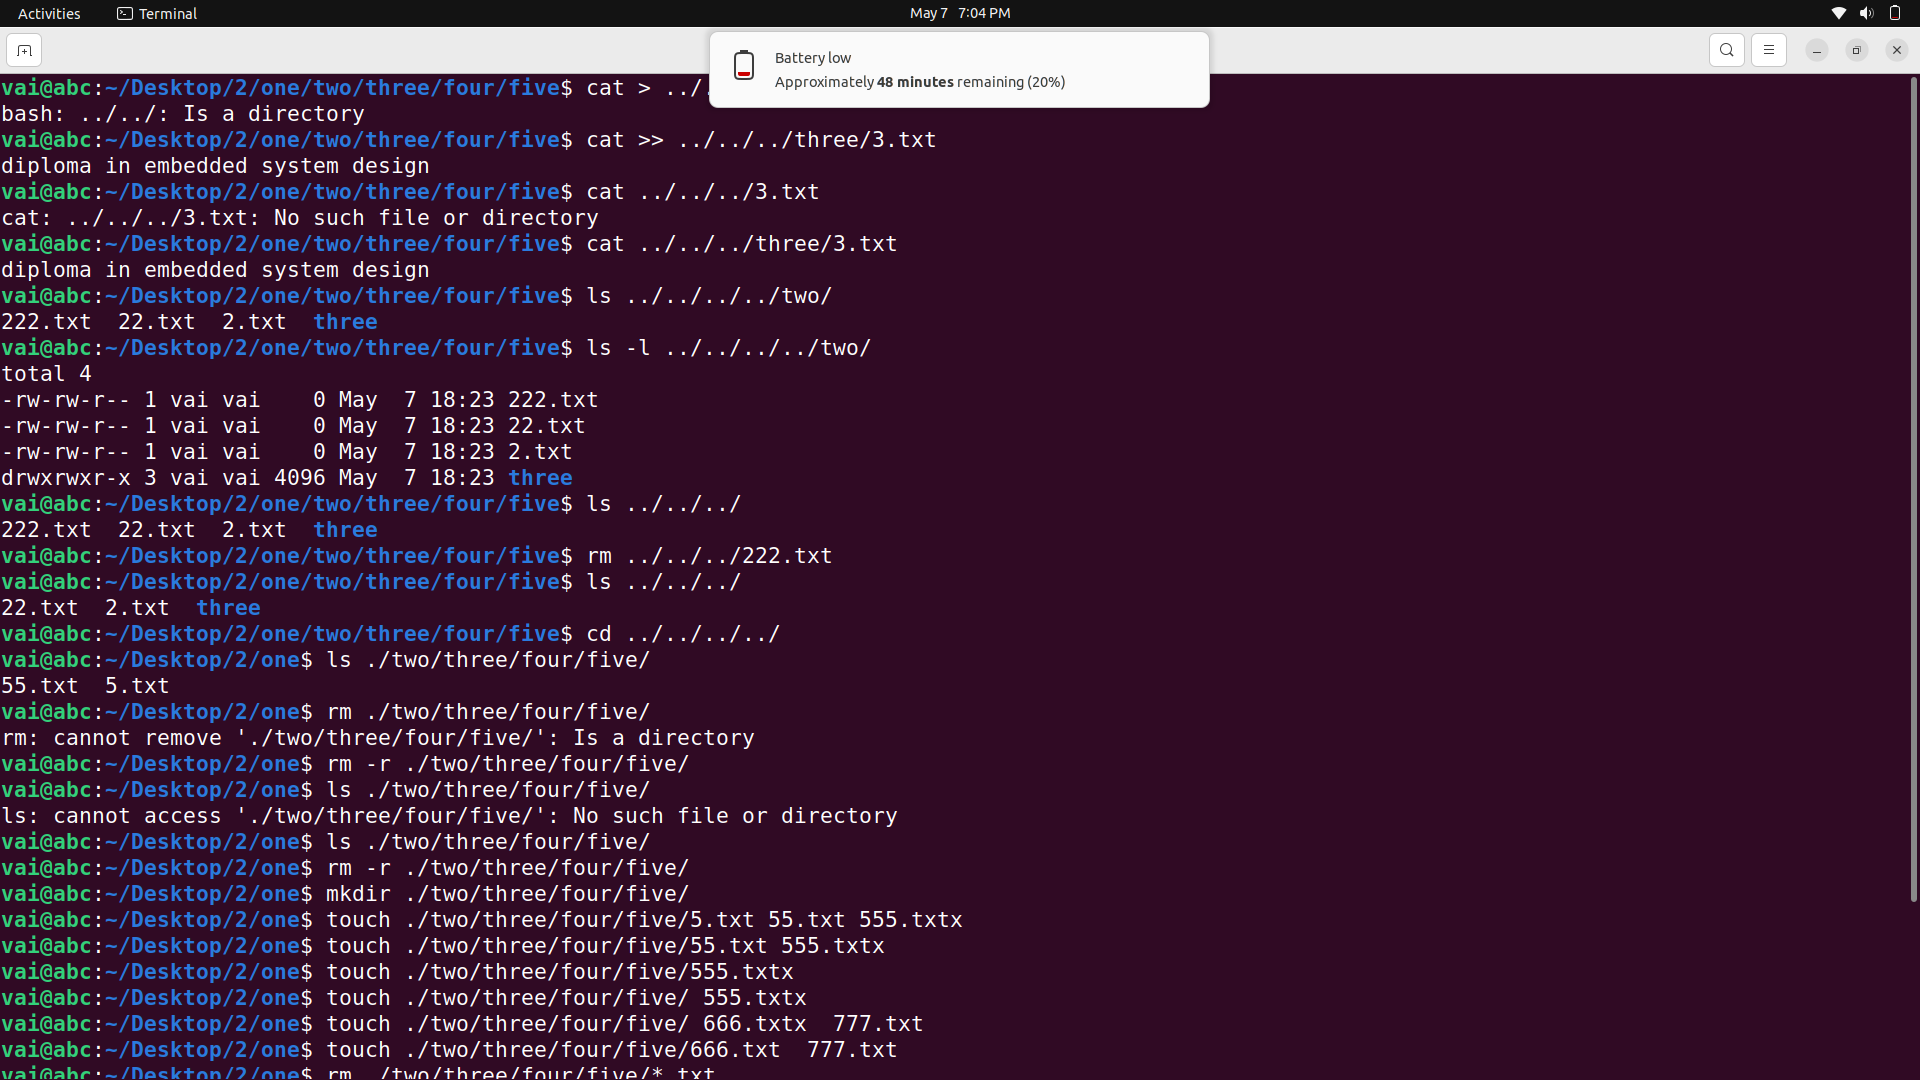 Activities Terminal May 7 7:04 PM
Battery low
Approximately 48 minutes remaining (20%)
vai@abc:~/Desktop/2/one/two/three/four/five$ cat > ../.
bash: ../../: Is a directory
vai@abc:~/Desktop/2/one/two/three/four/five$ cat >> ../../../three/3.txt
diploma in embedded system design
vai@abc:~/Desktop/2/one/two/three/four/five$ cat ../../../3.txt
cat: ../../../3.txt: No such file or directory
vai@abc:~/Desktop/2/one/two/three/four/five$ cat ../../../three/3.txt
diploma in embedded system design
vai@abc:~/Desktop/2/one/two/three/four/five$ ls ../../../../two/
222.txt  22.txt  2.txt  three
vai@abc:~/Desktop/2/one/two/three/four/five$ ls -l ../../../../two/
total 4
-rw-rw-r-- 1 vai vai    0 May  7 18:23 222.txt
-rw-rw-r-- 1 vai vai    0 May  7 18:23 22.txt
-rw-rw-r-- 1 vai vai    0 May  7 18:23 2.txt
drwxrwxr-x 3 vai vai 4096 May  7 18:23 three
vai@abc:~/Desktop/2/one/two/three/four/five$ ls ../../../
222.txt  22.txt  2.txt  three
vai@abc:~/Desktop/2/one/two/three/four/five$ rm ../../../222.txt
vai@abc:~/Desktop/2/one/two/three/four/five$ ls ../../../
22.txt  2.txt  three
vai@abc:~/Desktop/2/one/two/three/four/five$ cd ../../../../
vai@abc:~/Desktop/2/one$ ls ./two/three/four/five/
55.txt  5.txt
vai@abc:~/Desktop/2/one$ rm ./two/three/four/five/
rm: cannot remove './two/three/four/five/': Is a directory
vai@abc:~/Desktop/2/one$ rm -r ./two/three/four/five/
vai@abc:~/Desktop/2/one$ ls ./two/three/four/five/
ls: cannot access './two/three/four/five/': No such file or directory
vai@abc:~/Desktop/2/one$ ls ./two/three/four/five/
vai@abc:~/Desktop/2/one$ rm -r ./two/three/four/five/
vai@abc:~/Desktop/2/one$ mkdir ./two/three/four/five/
vai@abc:~/Desktop/2/one$ touch ./two/three/four/five/5.txt 55.txt 555.txtx
vai@abc:~/Desktop/2/one$ touch ./two/three/four/five/55.txt 555.txtx
vai@abc:~/Desktop/2/one$ touch ./two/three/four/five/555.txtx
vai@abc:~/Desktop/2/one$ touch ./two/three/four/five/ 555.txtx
vai@abc:~/Desktop/2/one$ touch ./two/three/four/five/ 666.txtx  777.txt
vai@abc:~/Desktop/2/one$ touch ./two/three/four/five/666.txt  777.txt
vai@abc:~/Desktop/2/one$ rm ./two/three/four/five/*.txt